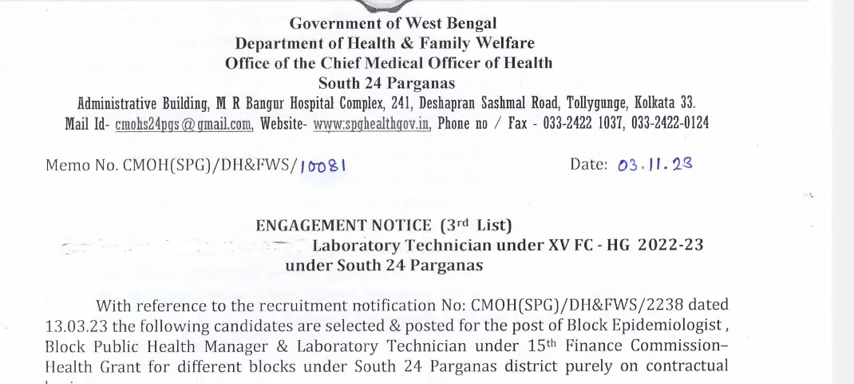 Government of West Bengal
Department of Health & Family Welfare
Office of the Chief Medical Officer of Health
South 24 Parganas
Administrative Building, M R Bangur Hospital Complex, 241, Deshapran Sashmal Road, Tollygunge, Kolkata 33.
Mail Id- cmohs24pgs@gmail.com, Website- www.spghealthgov.in, Phone no / Fax - 033-2422 1037, 033-2422-0124
Memo No. CMOH(SPG)/DH&FWS/10081 Date: 03.11.23
ENGAGEMENT NOTICE (3rd List)
Laboratory Technician under XV FC - HG 2022-23
under South 24 Parganas
With reference to the recruitment notification No: CMOH(SPG)/DH&FWS/2238 dated
13.03.23 the following candidates are selected & posted for the post of Block Epidemiologist,
Block Public Health Manager & Laboratory Technician under 15th Finance Commission–
Health Grant for different blocks under South 24 Parganas district purely on contractual